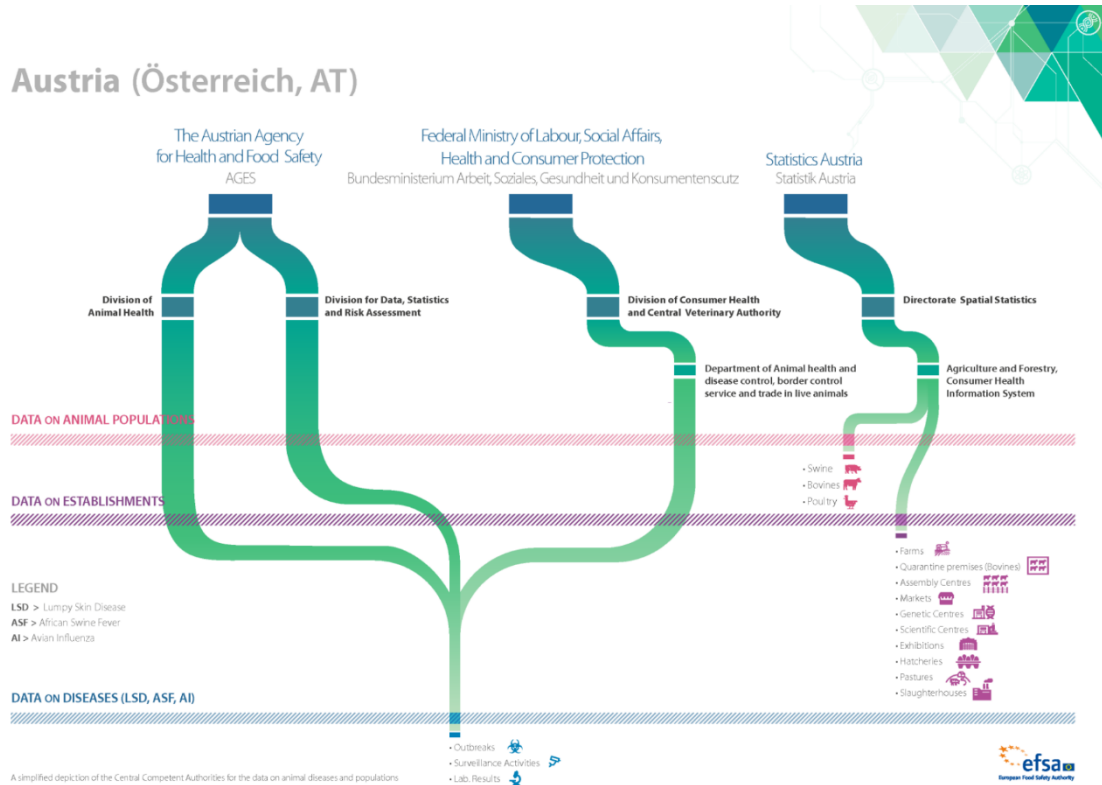 Austria (Österreich, AT)
The Austrian Agency
for Health and Food Safety
AGES
Federal Ministry of Labour, Social Affairs,
Health and Consumer Protection
Bundesministerium Arbeit, Soziales, Gesundheit und Konsumentenscutz
Statistics Austria
Statistik Austria
Division of
Animal Health
Division for Data, Statistics
and Risk Assessment
Division of Consumer Health
and Central Veterinary Authority
Directorate Spatial Statistics
Department of Animal health and
disease control, border control
service and trade in live animals
Agriculture and Forestry,
Consumer Health
Information System
DATA ON ANIMAL POPULATIONS
• Swine
• Bovines
• Poultry
DATA ON ESTABLISHMENTS
• Farms
• Quarantine premises (Bovines)
• Assembly Centres
• Markets
• Genetic Centres
• Scientific Centres
• Exhibitions
• Hatcheries
• Pastures
• Slaughterhouses
LEGEND
LSD > Lumpy Skin Disease
ASF > African Swine Fever
AI > Avian Influenza
DATA ON DISEASES (LSD, ASF, AI)
• Outbreaks
• Surveillance Activities
• Lab. Results
A simplified depiction of the Central Competent Authorities for the data on animal diseases and populations
efsa
European Food Safety Authority